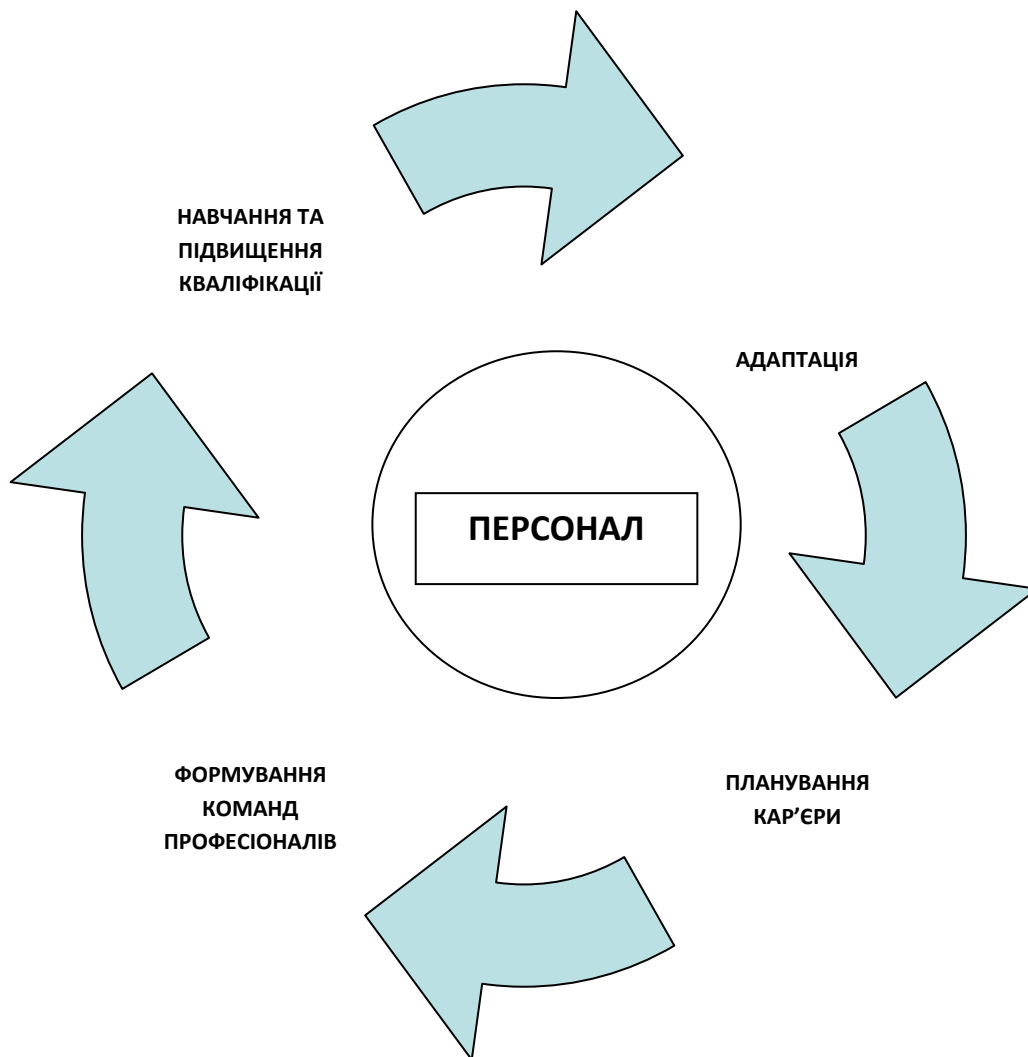 НАВЧАННЯ ТА
ПІДВИЩЕННЯ
КВАЛІФІКАЦІЇ
АДАПТАЦІЯ
ПЕРСОНАЛ
ФОРМУВАННЯ
КОМАНД
ПРОФЕСІОНАЛІВ
ПЛАНУВАННЯ
КАР’ЄРИ